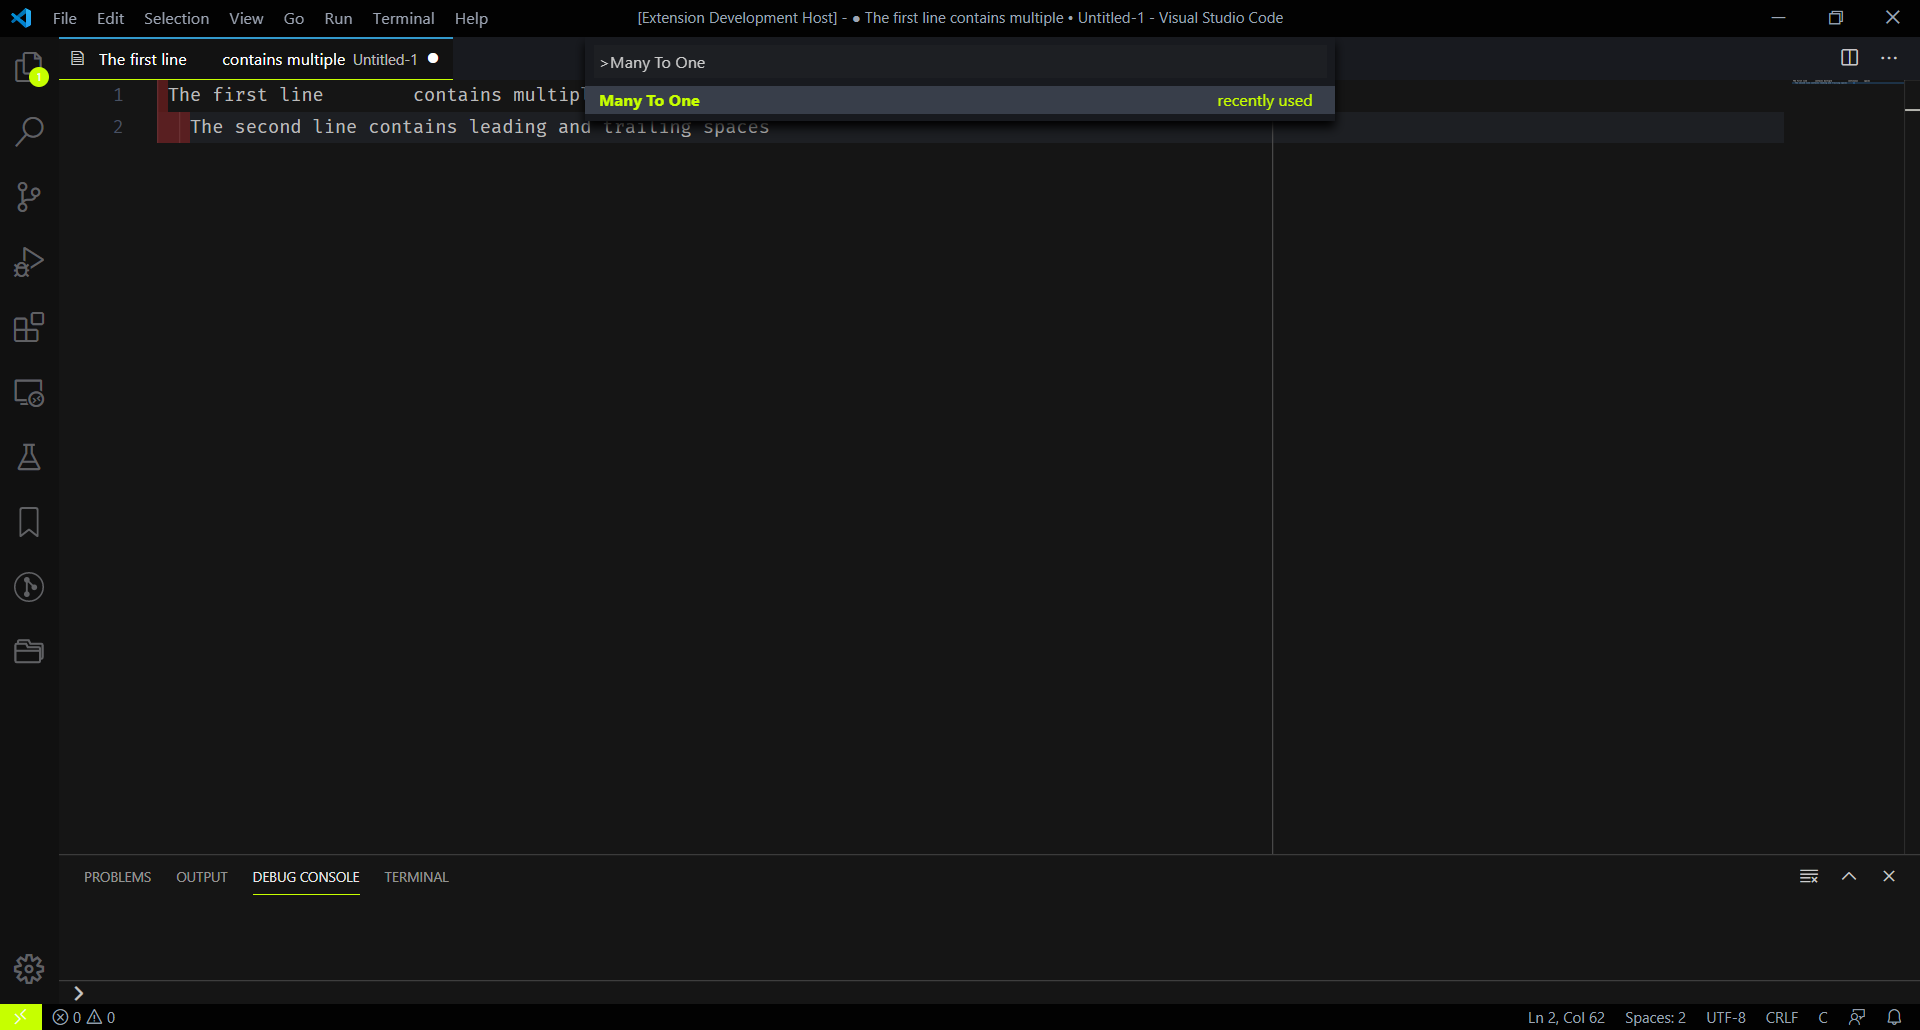 File Edit Selection View Go Run Terminal Help [Extension Development Host] - ● The first line contains multiple • Untitled-1 - Visual Studio Code
The first line contains multiple Untitled-1 ●
>Many To One
Many To One recently used
1 The first line contains
2 The second line contains leading and trailing spaces
PROBLEMS OUTPUT DEBUG CONSOLE TERMINAL
0 0 Ln 2, Col 62 Spaces: 2 UTF-8 CRLF C